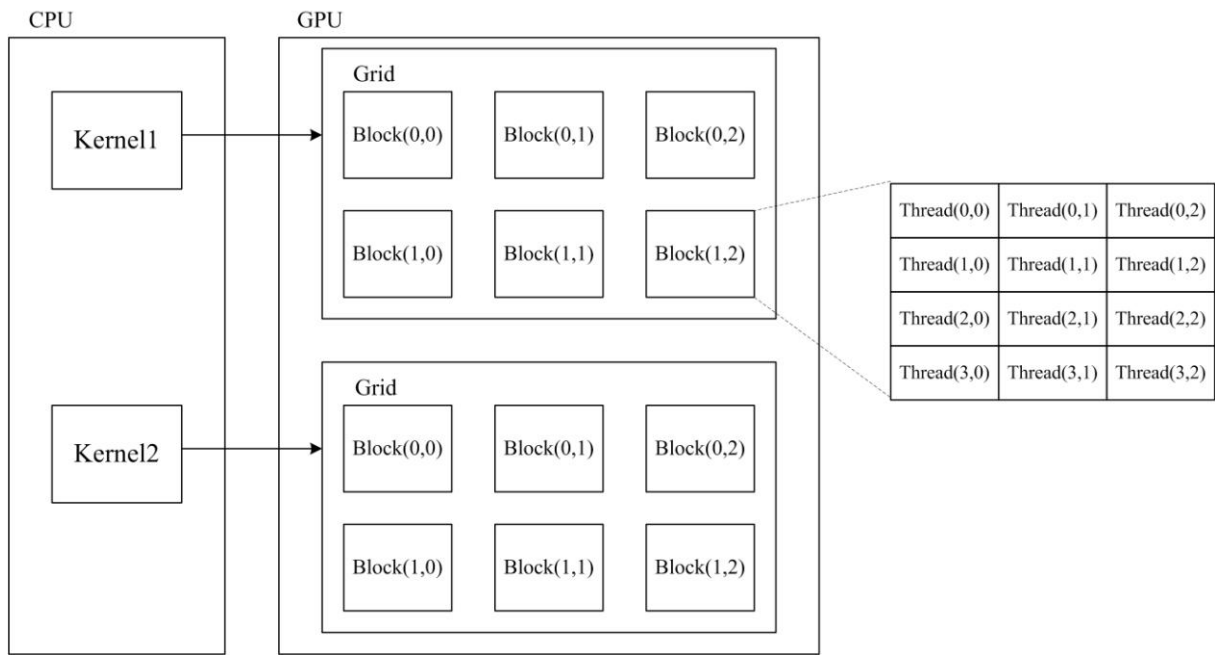 CPU
GPU
Kernel1
Grid
Block(0,0) Block(0,1) Block(0,2)
Block(1,0) Block(1,1) Block(1,2)
Thread(0,0) Thread(0,1) Thread(0,2)
Thread(1,0) Thread(1,1) Thread(1,2)
Thread(2,0) Thread(2,1) Thread(2,2)
Thread(3,0) Thread(3,1) Thread(3,2)
Kernel2
Grid
Block(0,0) Block(0,1) Block(0,2)
Block(1,0) Block(1,1) Block(1,2)